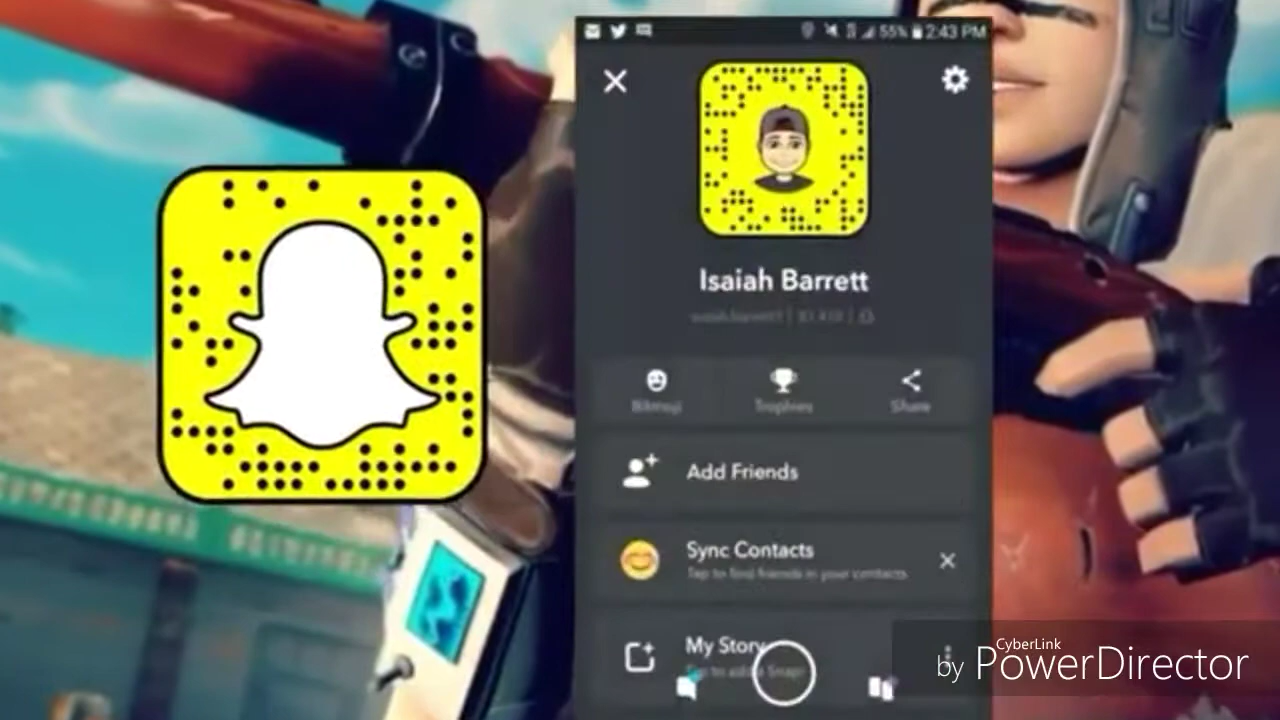 55% 2:43 PM
Isaiah Barrett
Bitmoji Trophies Share
Add Friends
Sync Contacts
Tap to find friends in your contacts
My Story
CyberLink
by PowerDirector